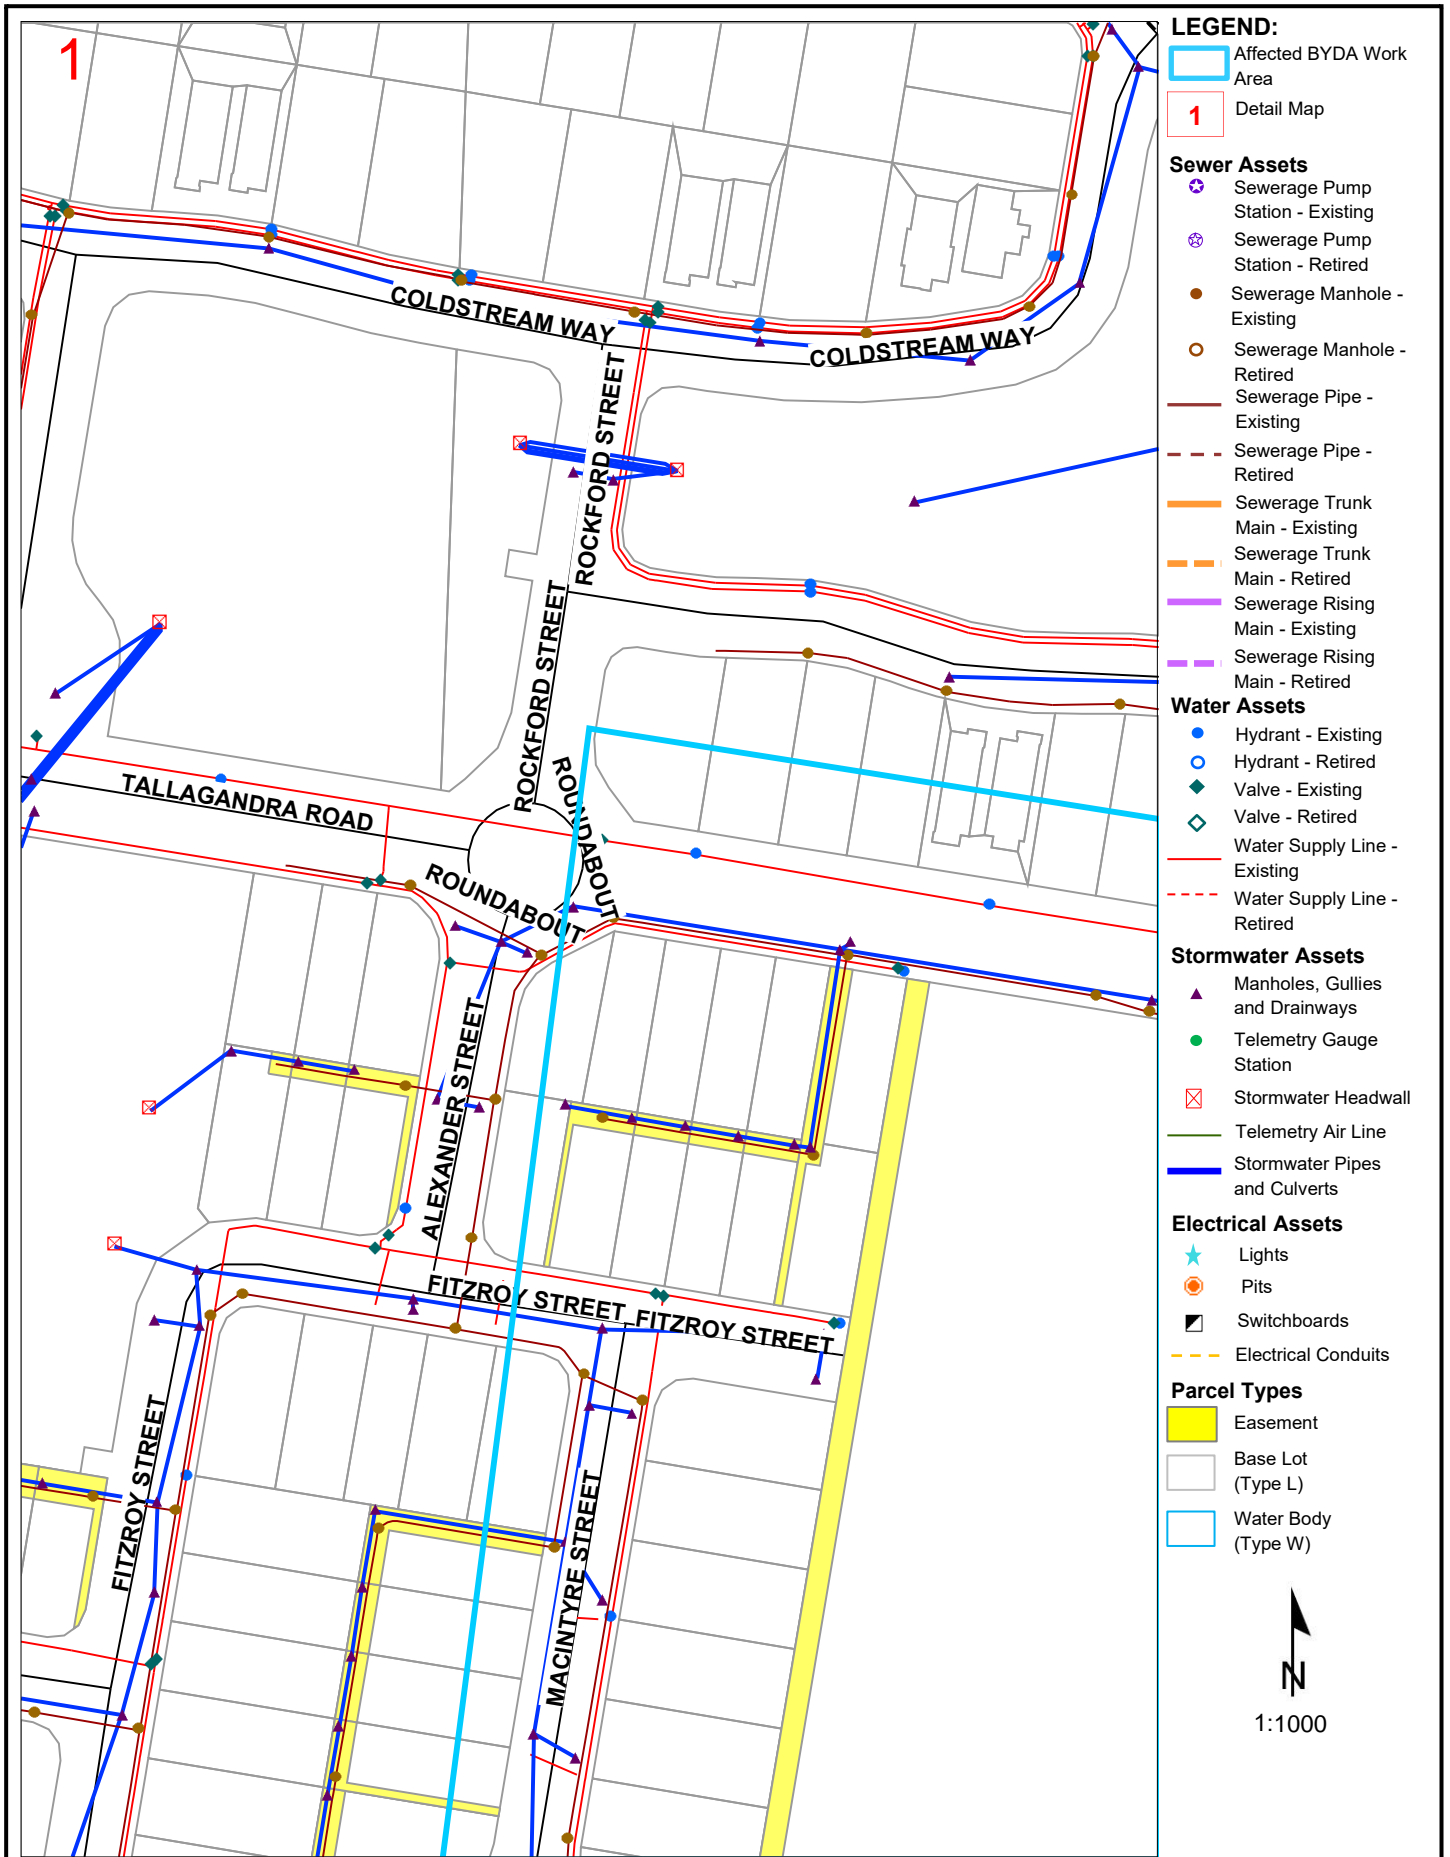 1
COLDSTREAM WAY
COLDSTREAM WAY
ROCKFORD STREET
ROCKFORD STREET
TALLAGANDRA ROAD
ROUNDABOUT
ROUNDABOUT
ALEXANDER STREET
FITZROY STREET
FITZROY STREET
FITZROY STREET
MACINTYRE STREET
LEGEND:
Affected BYDA Work
Area
1
Detail Map
Sewer Assets
Sewerage Pump
Station - Existing
Sewerage Pump
Station - Retired
Sewerage Manhole -
Existing
Sewerage Manhole -
Retired
Sewerage Pipe -
Existing
Sewerage Pipe -
Retired
Sewerage Trunk
Main - Existing
Sewerage Trunk
Main - Retired
Sewerage Rising
Main - Existing
Sewerage Rising
Main - Retired
Water Assets
Hydrant - Existing
Hydrant - Retired
Valve - Existing
Valve - Retired
Water Supply Line -
Existing
Water Supply Line -
Retired
Stormwater Assets
Manholes, Gullies
and Drainways
Telemetry Gauge
Station
Stormwater Headwall
Telemetry Air Line
Stormwater Pipes
and Culverts
Electrical Assets
Lights
Pits
Switchboards
Electrical Conduits
Parcel Types
Easement
Base Lot
(Type L)
Water Body
(Type W)
N
1:1000